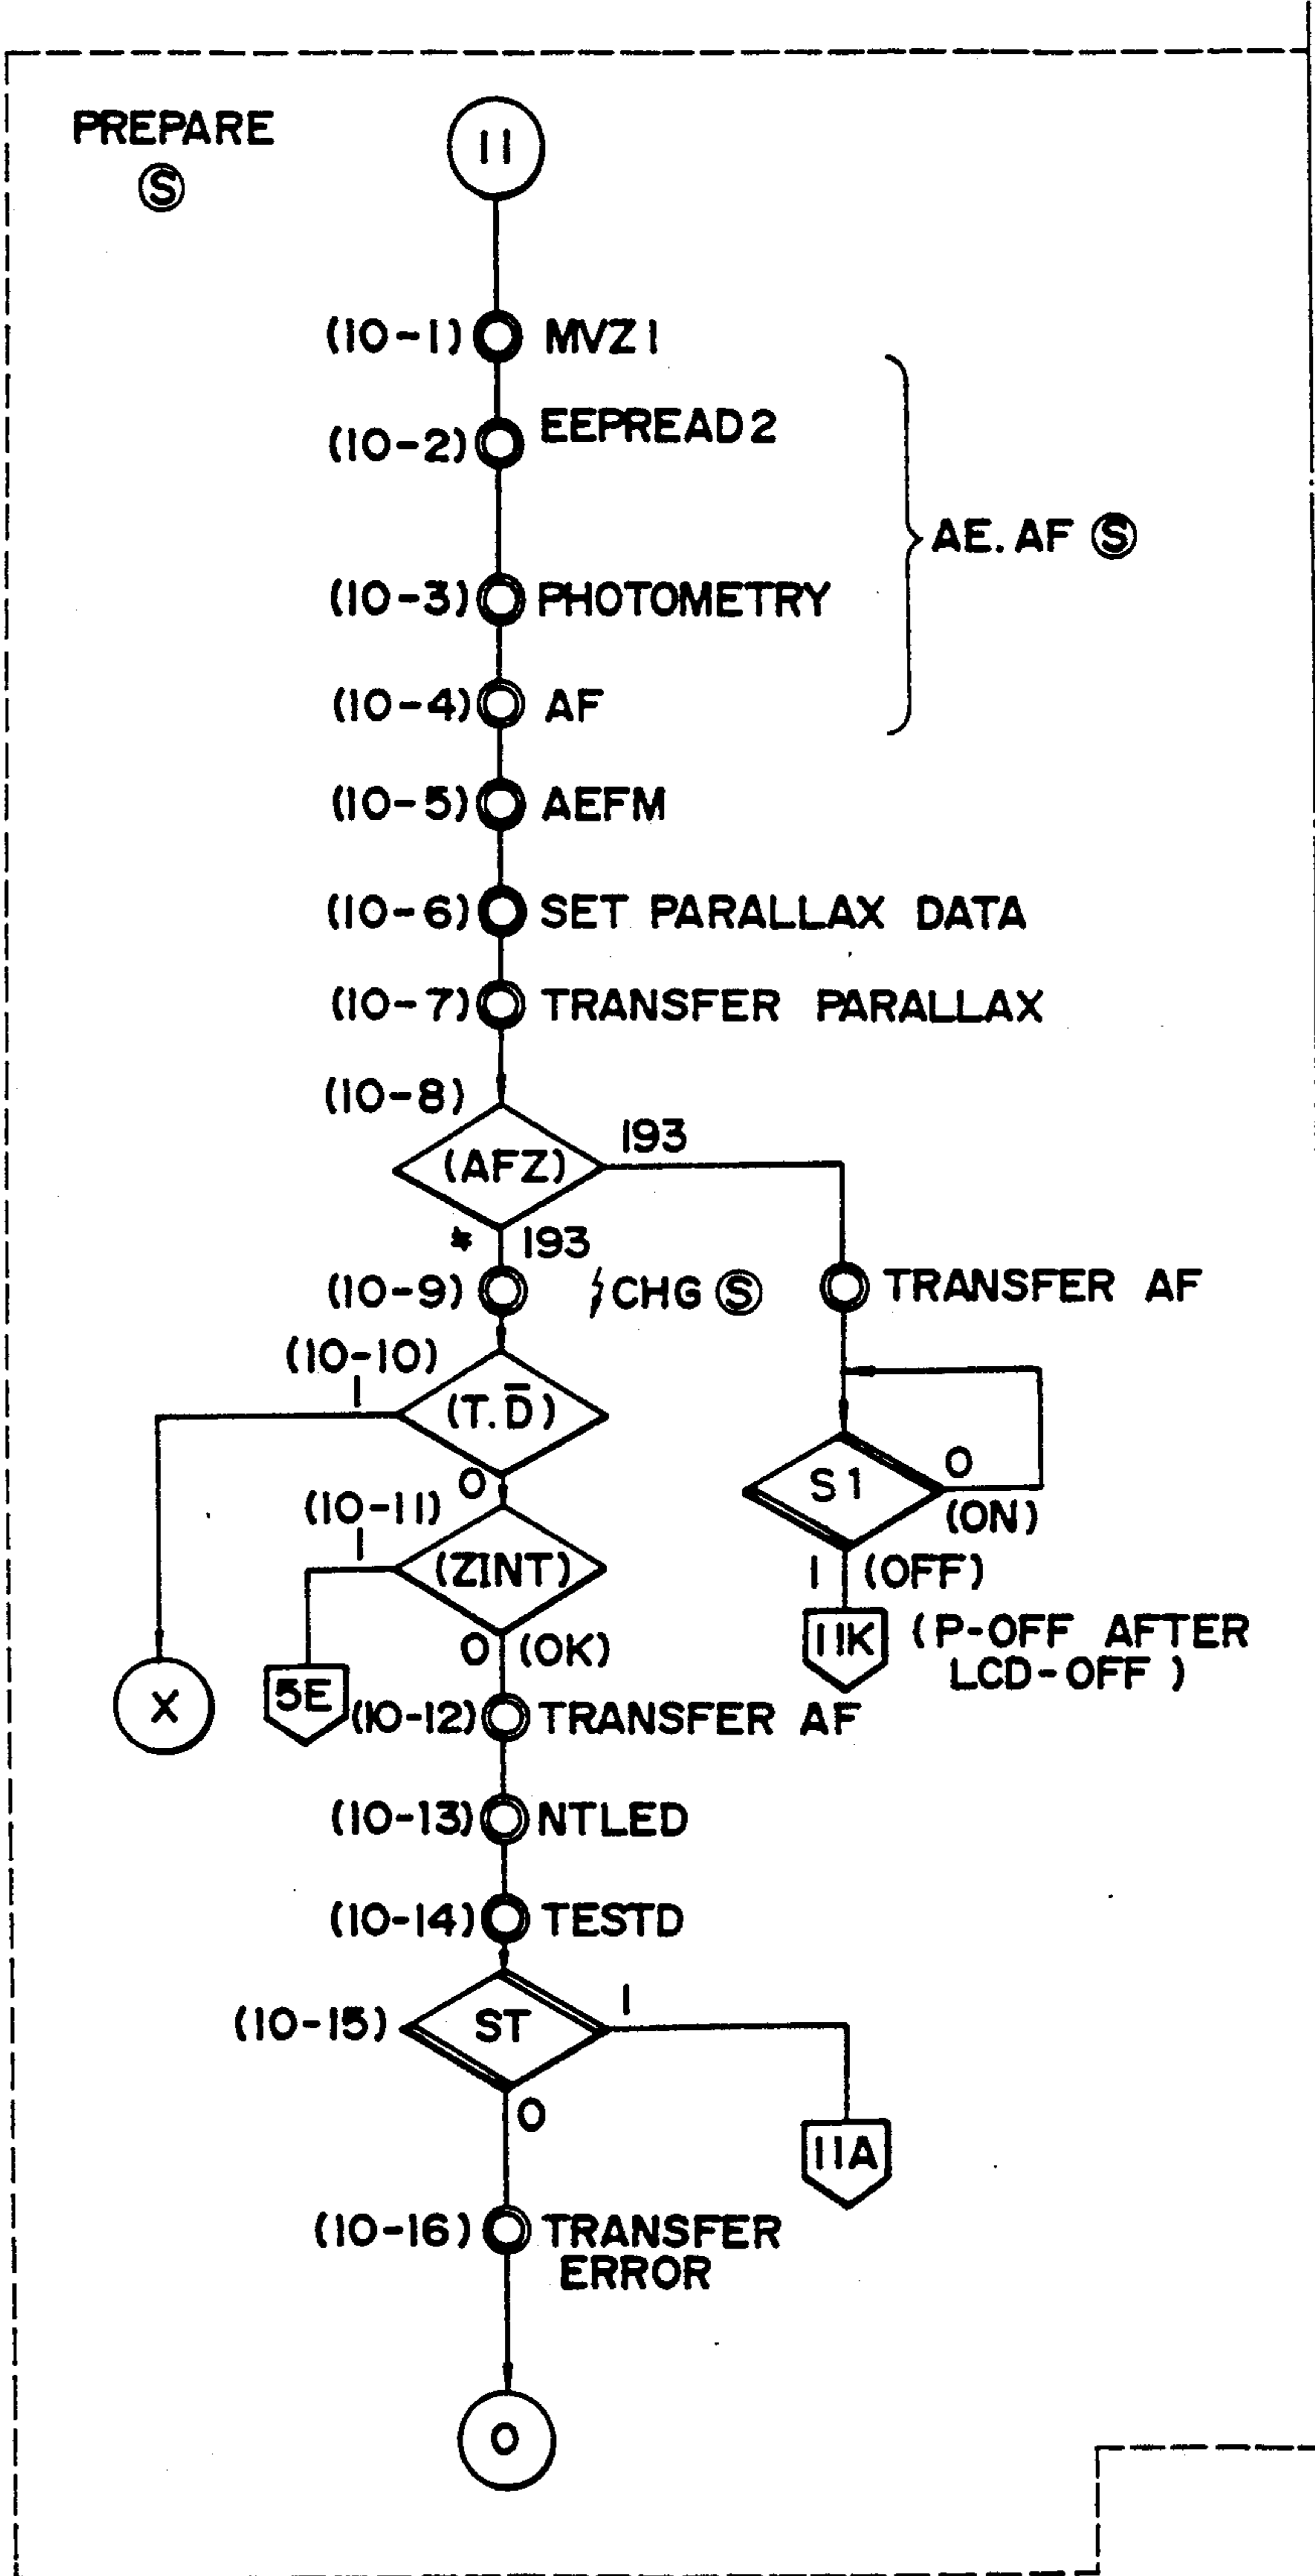 PREPARE
Ⓢ
11
(10-1) MVZ1
(10-2) EEPREAD2
AE. AF Ⓢ
(10-3) PHOTOMETRY
(10-4) AF
(10-5) AEFM
(10-6) SET PARALLAX DATA
(10-7) TRANSFER PARALLAX
(10-8)
(AFZ)
193
≠ 193
(10-9) CHG Ⓢ
TRANSFER AF
(10-10)
1
(T.D̅)
0
S1
0
(ON)
(10-11)
1
(ZINT)
1 (OFF)
0 (OK)
11K (P-OFF AFTER
LCD-OFF)
X
5E
(10-12) TRANSFER AF
(10-13) NTLED
(10-14) TESTD
(10-15) ST
1
0
11A
(10-16) TRANSFER
ERROR
0